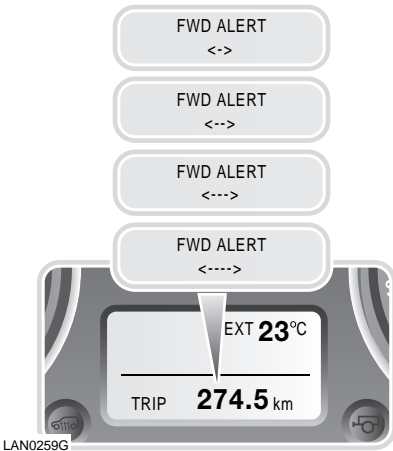 FWD ALERT
<->
FWD ALERT
<-->
FWD ALERT
<--->
FWD ALERT
<---->
EXT 23°C
TRIP 274.5 km
LAN0259G